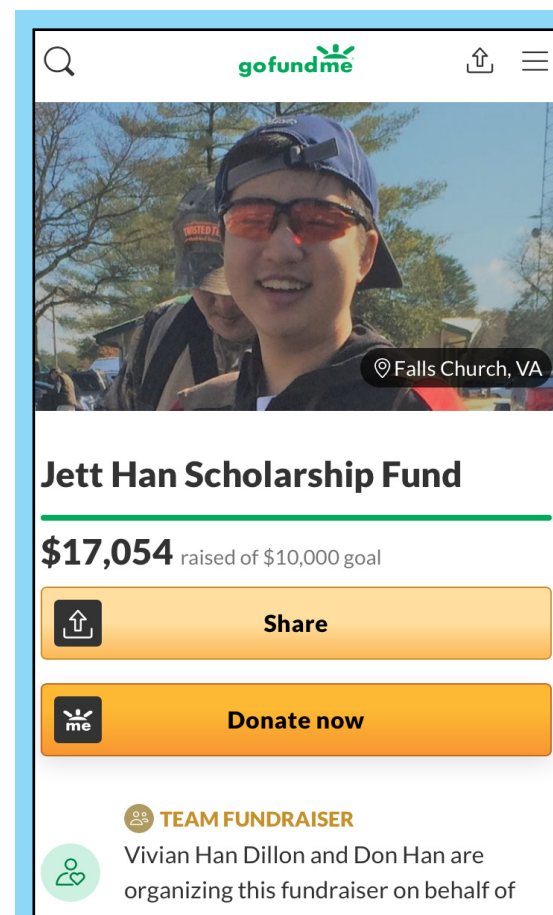 gofundme
TWISTED T
Falls Church, VA
Jett Han Scholarship Fund
$17,054 raised of $10,000 goal
Share
me
Donate now
TEAM FUNDRAISER
Vivian Han Dillon and Don Han are
organizing this fundraiser on behalf of